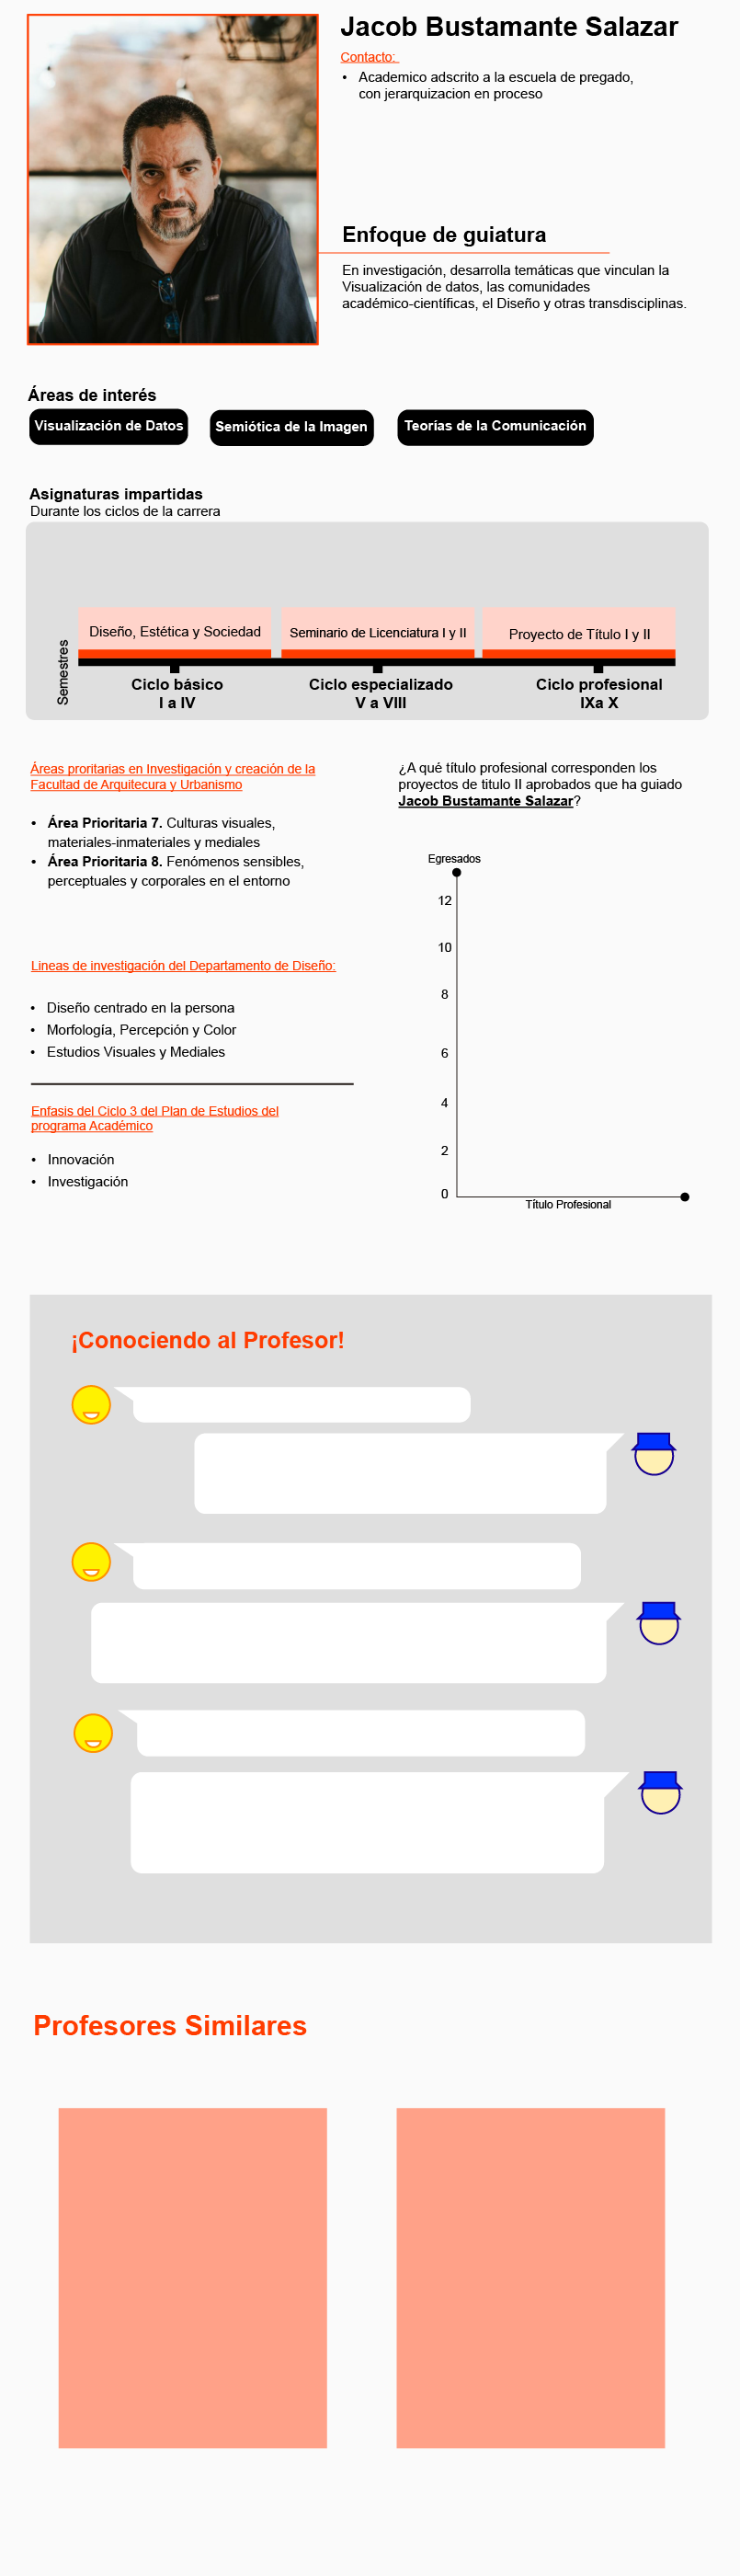 Jacob Bustamante Salazar
Contacto:
• Academico adscrito a la escuela de pregado,
con jerarquizacion en proceso
Enfoque de guiatura
En investigación, desarrolla temáticas que vinculan la
Visualización de datos, las comunidades
académico-científicas, el Diseño y otras transdisciplinas.
Áreas de interés
Visualización de Datos
Semiótica de la Imagen
Teorías de la Comunicación
Asignaturas impartidas
Durante los ciclos de la carrera
Semestres
Diseño, Estética y Sociedad
Seminario de Licenciatura I y II
Proyecto de Título I y II
Ciclo básico
I a IV
Ciclo especializado
V a VIII
Ciclo profesional
IXa X
Áreas proritarias en Investigación y creación de la
Facultad de Arquitecura y Urbanismo
• Área Prioritaria 7. Culturas visuales,
materiales-inmateriales y mediales
• Área Prioritaria 8. Fenómenos sensibles,
perceptuales y corporales en el entorno
Lineas de investigación del Departamento de Diseño:
• Diseño centrado en la persona
• Morfología, Percepción y Color
• Estudios Visuales y Mediales
Enfasis del Ciclo 3 del Plan de Estudios del
programa Académico
• Innovación
• Investigación
¿A qué título profesional corresponden los
proyectos de titulo II aprobados que ha guiado
Jacob Bustamante Salazar?
Egresados
12
10
8
6
4
2
0
Título Profesional
¡Conociendo al Profesor!
Profesores Similares